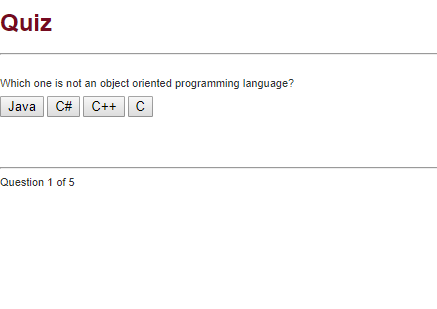 Quiz
Which one is not an object oriented programming language?
Java C# C++ C
Question 1 of 5